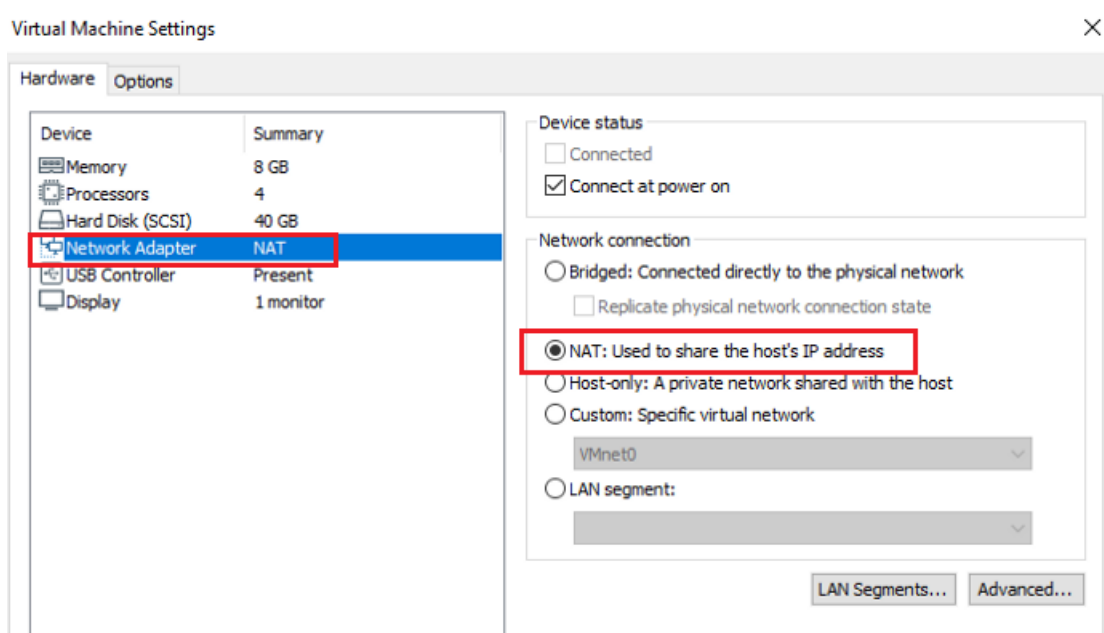 Virtual Machine Settings
Hardware
Options
Device Summary
Memory 8 GB
Processors 4
Hard Disk (SCSI) 40 GB
Network Adapter NAT
USB Controller Present
Display 1 monitor
Device status
Connected
Connect at power on
Network connection
Bridged: Connected directly to the physical network
Replicate physical network connection state
NAT: Used to share the host's IP address
Host-only: A private network shared with the host
Custom: Specific virtual network
VMnet0
LAN segment:
LAN Segments... Advanced...